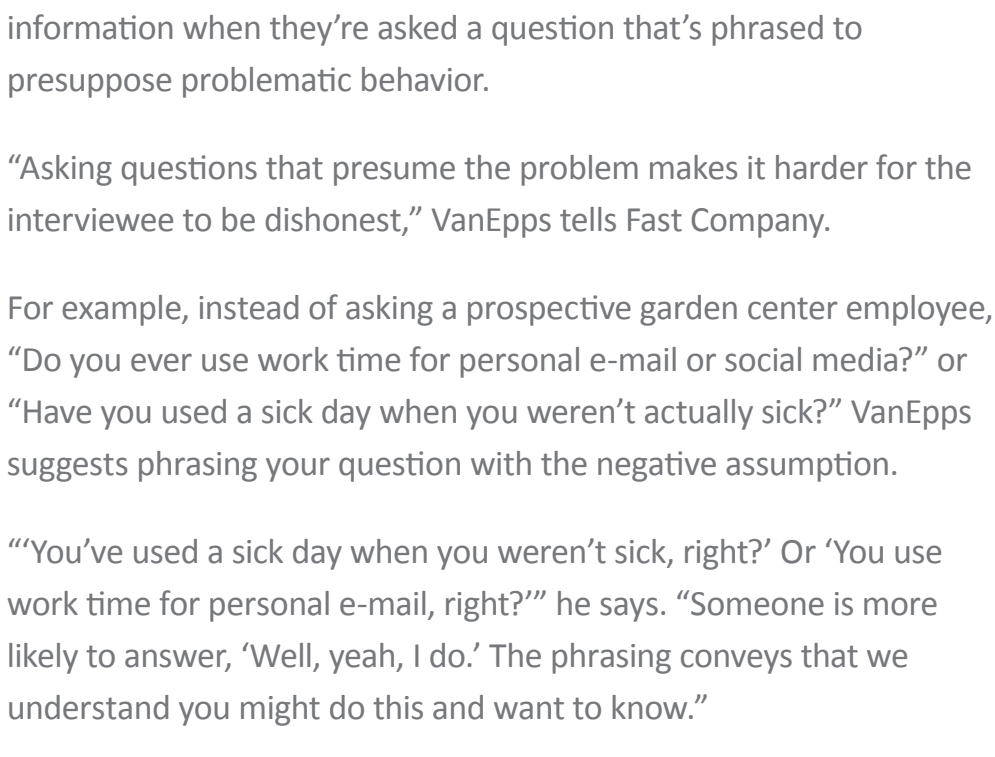 information when they’re asked a question that’s phrased to
presuppose problematic behavior.
“Asking questions that presume the problem makes it harder for the
interviewee to be dishonest,” VanEpps tells Fast Company.
For example, instead of asking a prospective garden center employee,
“Do you ever use work time for personal e-mail or social media?” or
“Have you used a sick day when you weren’t actually sick?” VanEpps
suggests phrasing your question with the negative assumption.
“‘You’ve used a sick day when you weren’t sick, right?’ Or ‘You use
work time for personal e-mail, right?’” he says. “Someone is more
likely to answer, ‘Well, yeah, I do.’ The phrasing conveys that we
understand you might do this and want to know.”